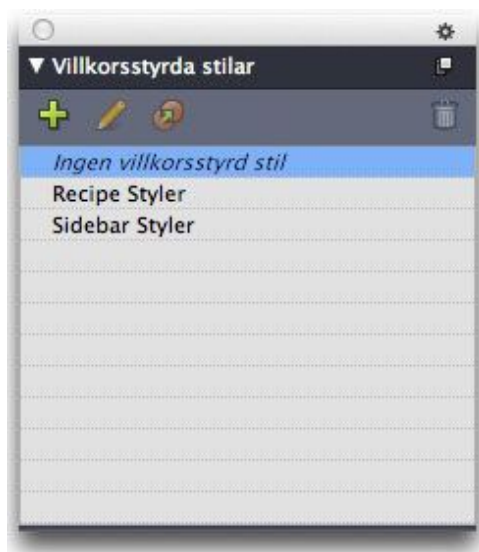 Villkorsstyrda stilar
Ingen villkorsstyrd stil
Recipe Styler
Sidebar Styler